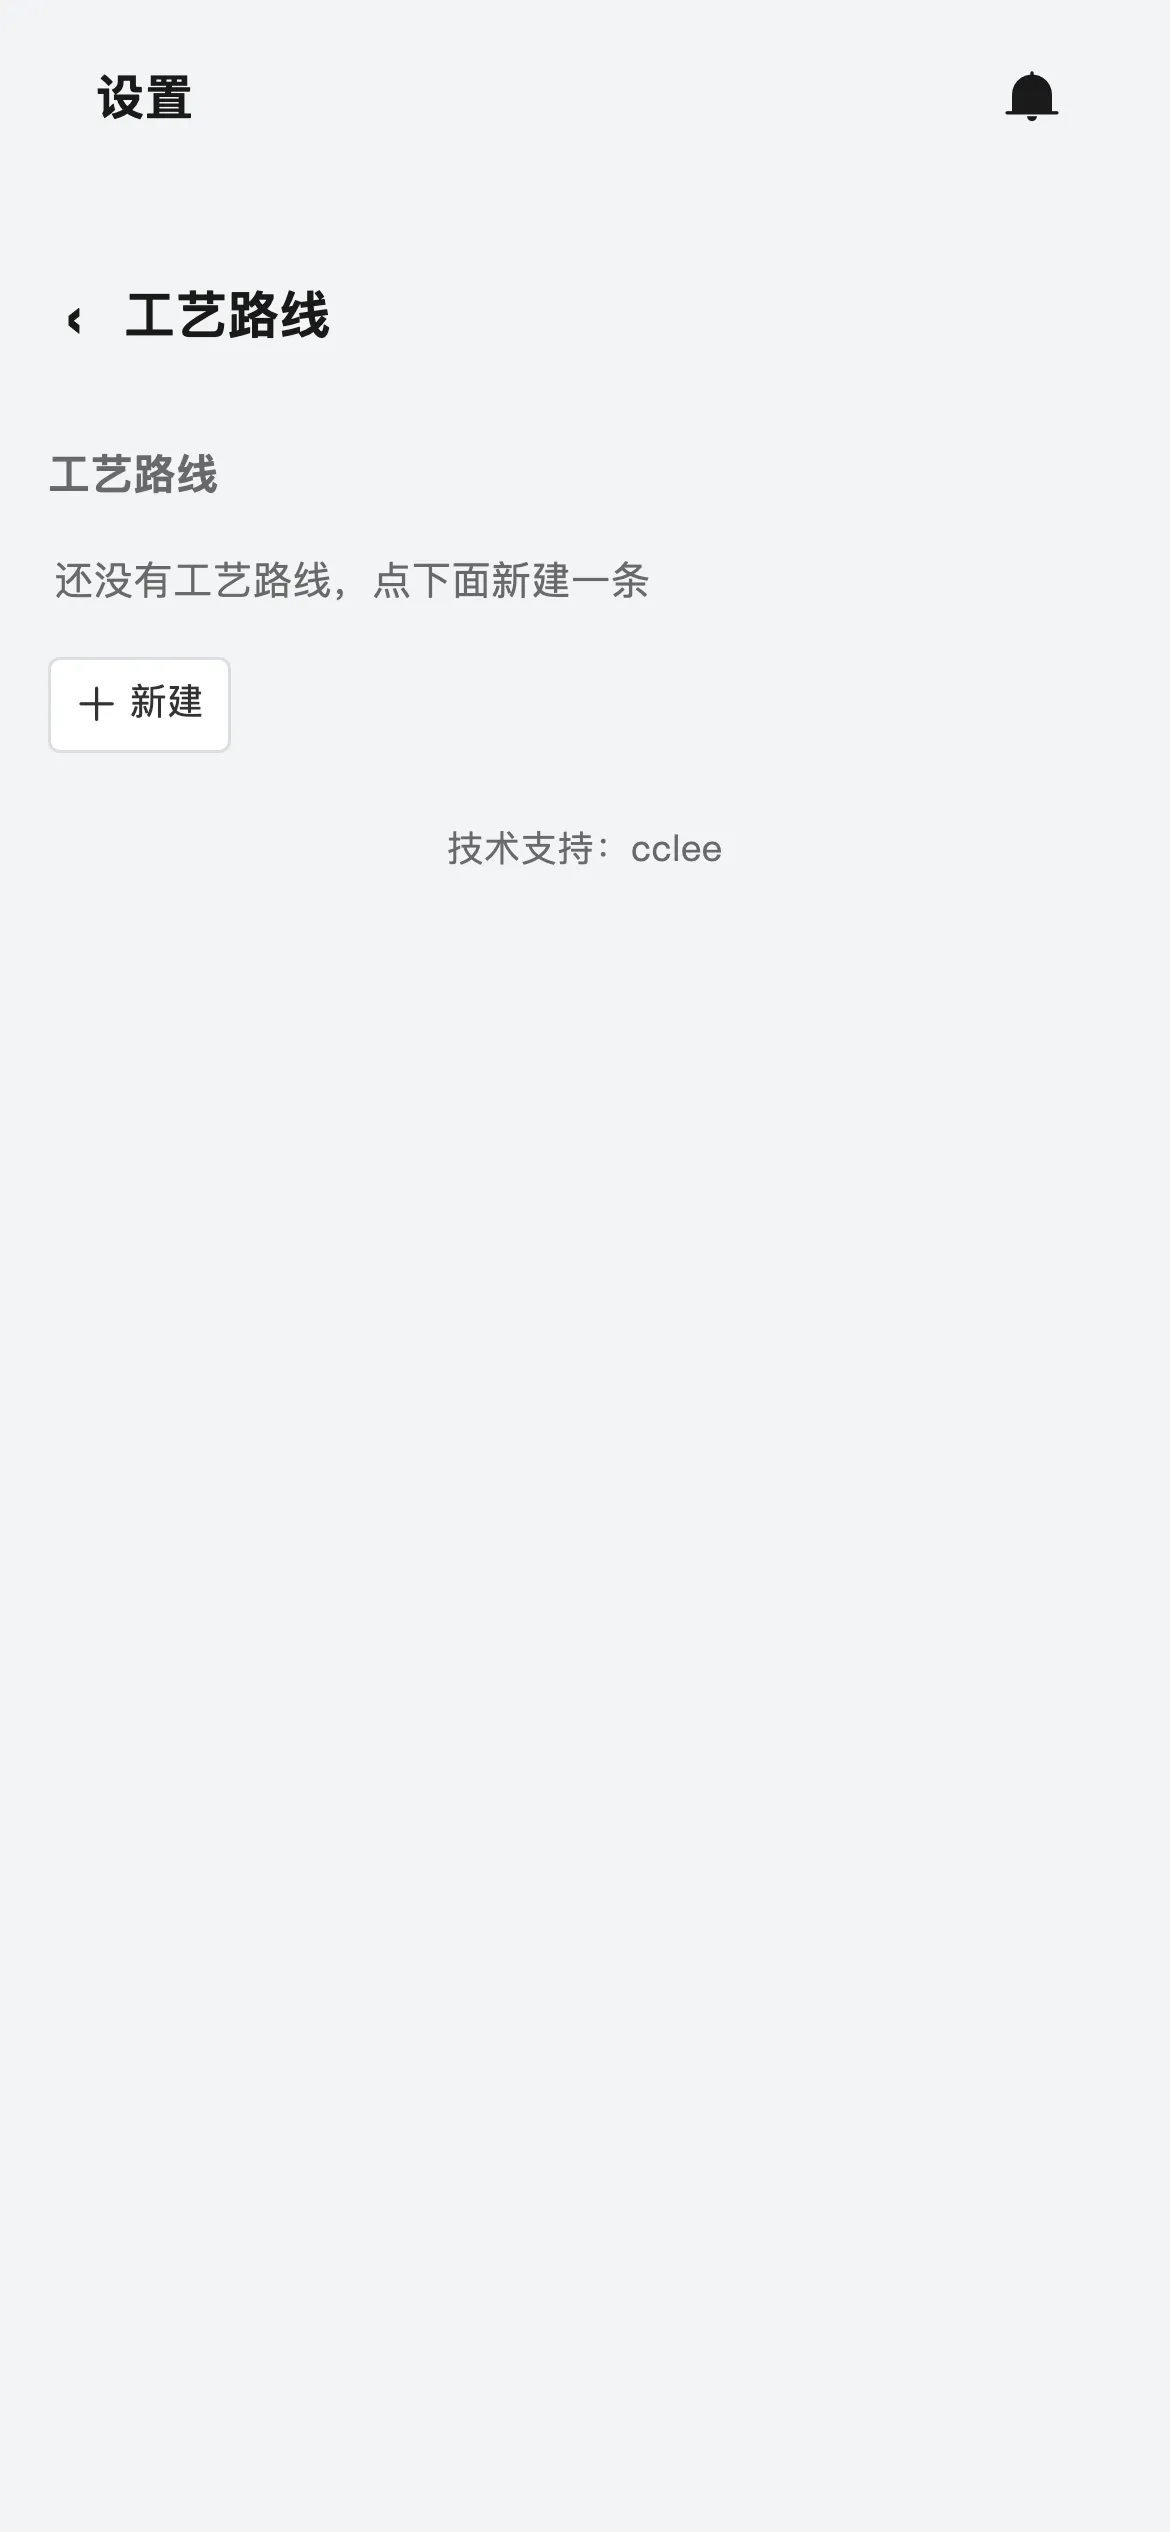 设置
‹ 工艺路线
工艺路线
还没有工艺路线，点下面新建一条
＋ 新建
技术支持：cclee